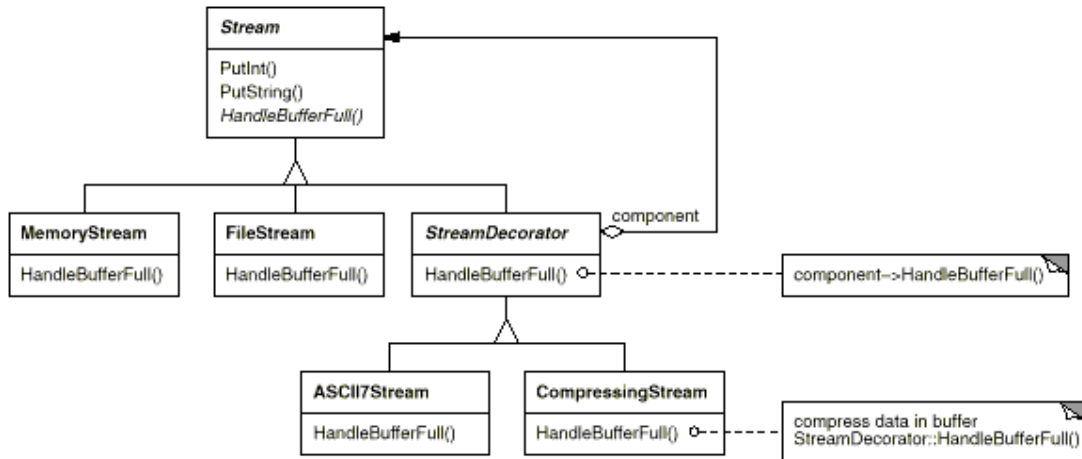 Stream
PutInt()
PutString()
HandleBufferFull()
component
MemoryStream
HandleBufferFull()
FileStream
HandleBufferFull()
StreamDecorator
HandleBufferFull()
component->HandleBufferFull()
ASCII7Stream
HandleBufferFull()
CompressingStream
HandleBufferFull()
compress data in buffer
StreamDecorator::HandleBufferFull()